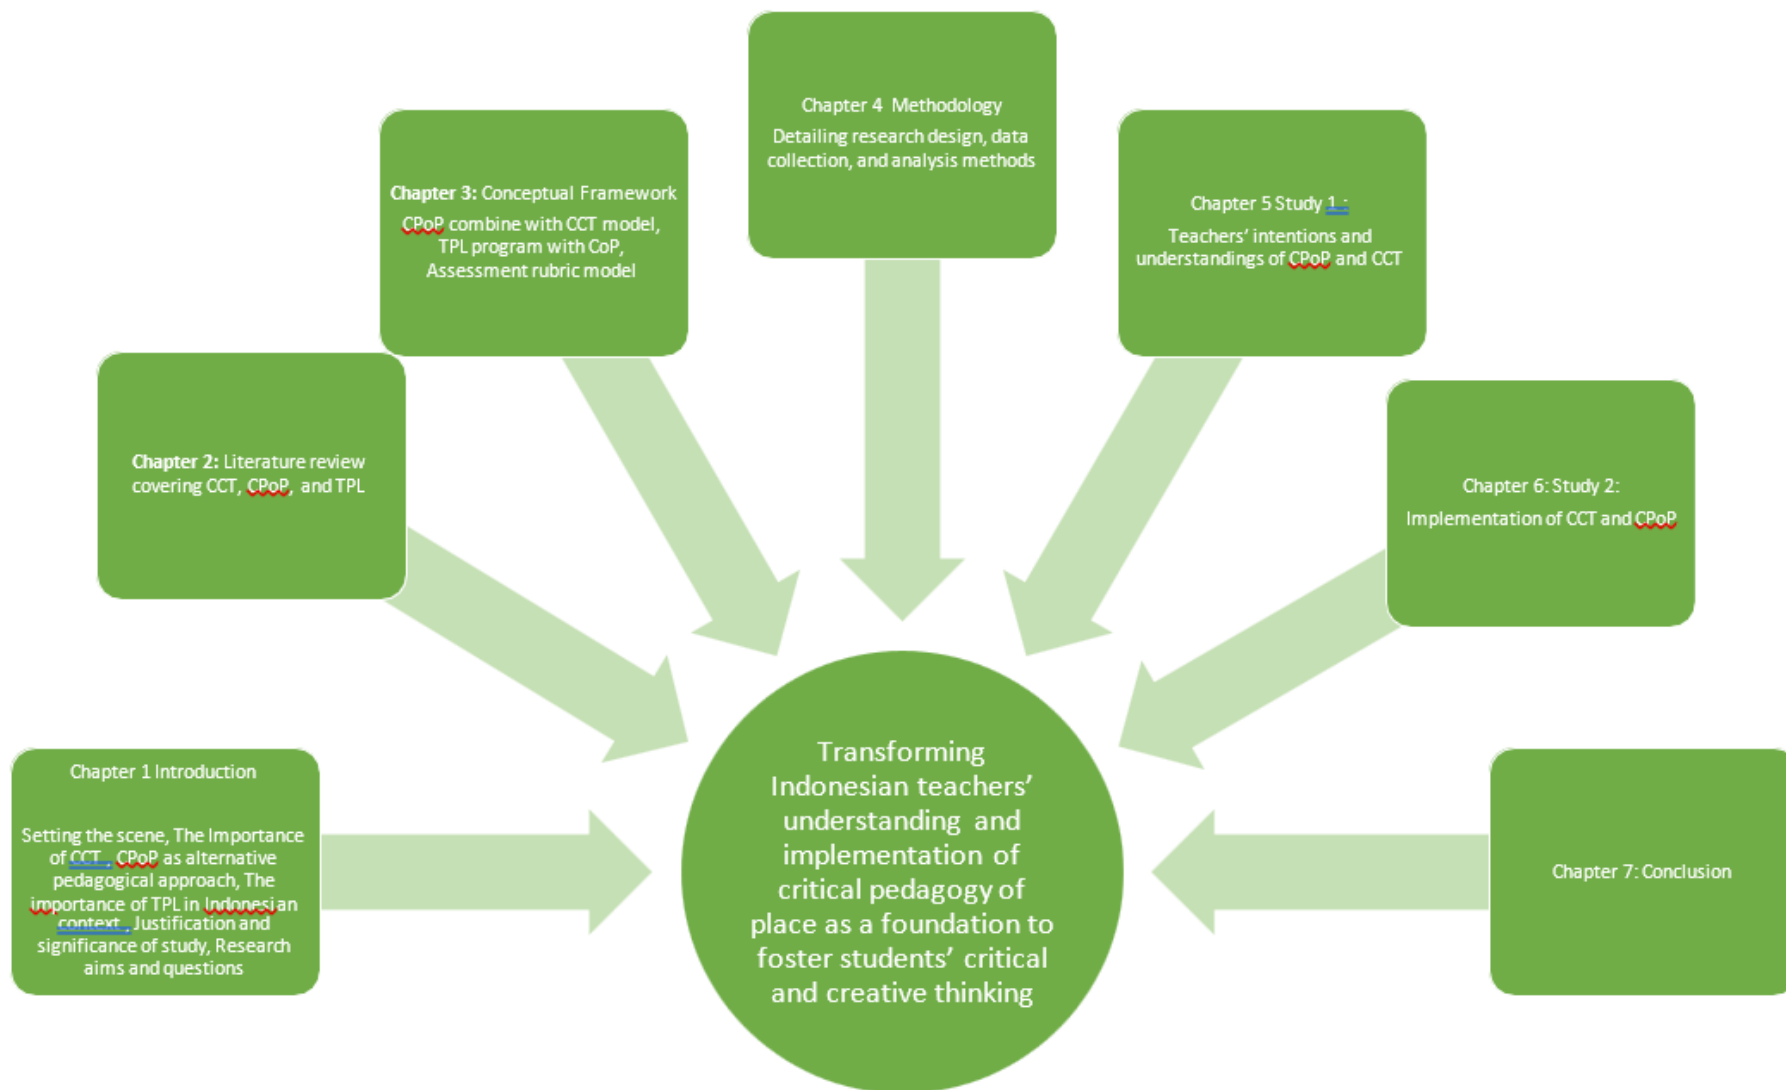 Chapter 1 Introduction
Setting the scene, The Importance
of CCT , CPoP as alternative
pedagogical approach, The
importance of TPL in Indonesian
context , Justification and
significance of study, Research
aims and questions
Chapter 2: Literature review
covering CCT, CPoP, and TPL
Chapter 3: Conceptual Framework
CPoP combine with CCT model,
TPL program with CoP,
Assessment rubric model
Chapter 4 Methodology
Detailing research design, data
collection, and analysis methods
Chapter 5 Study 1 :
Teachers’ intentions and
understandings of CPoP and CCT
Chapter 6: Study 2:
Implementation of CCT and CPoP
Chapter 7: Conclusion
Transforming
Indonesian teachers’
understanding and
implementation of
critical pedagogy of
place as a foundation to
foster students’ critical
and creative thinking